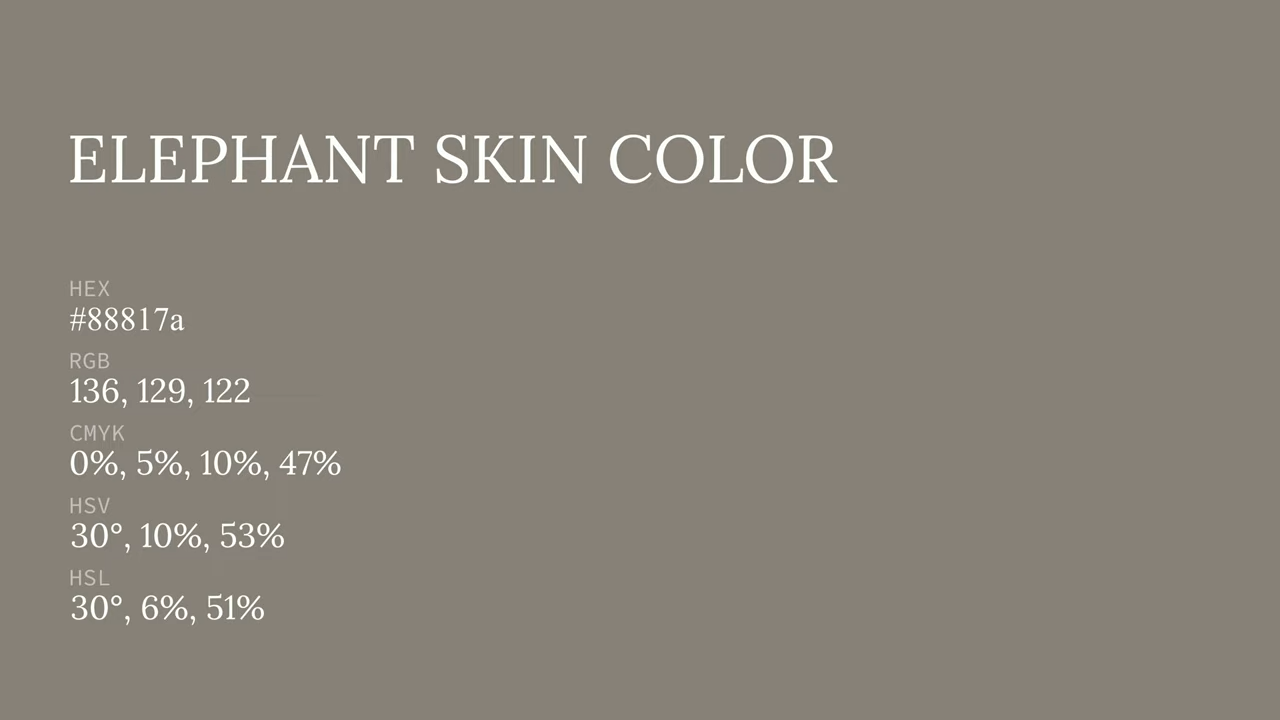 ELEPHANT SKIN COLOR
HEX
#88817a
RGB
136, 129, 122
CMYK
0%, 5%, 10%, 47%
HSV
30°, 10%, 53%
HSL
30°, 6%, 51%